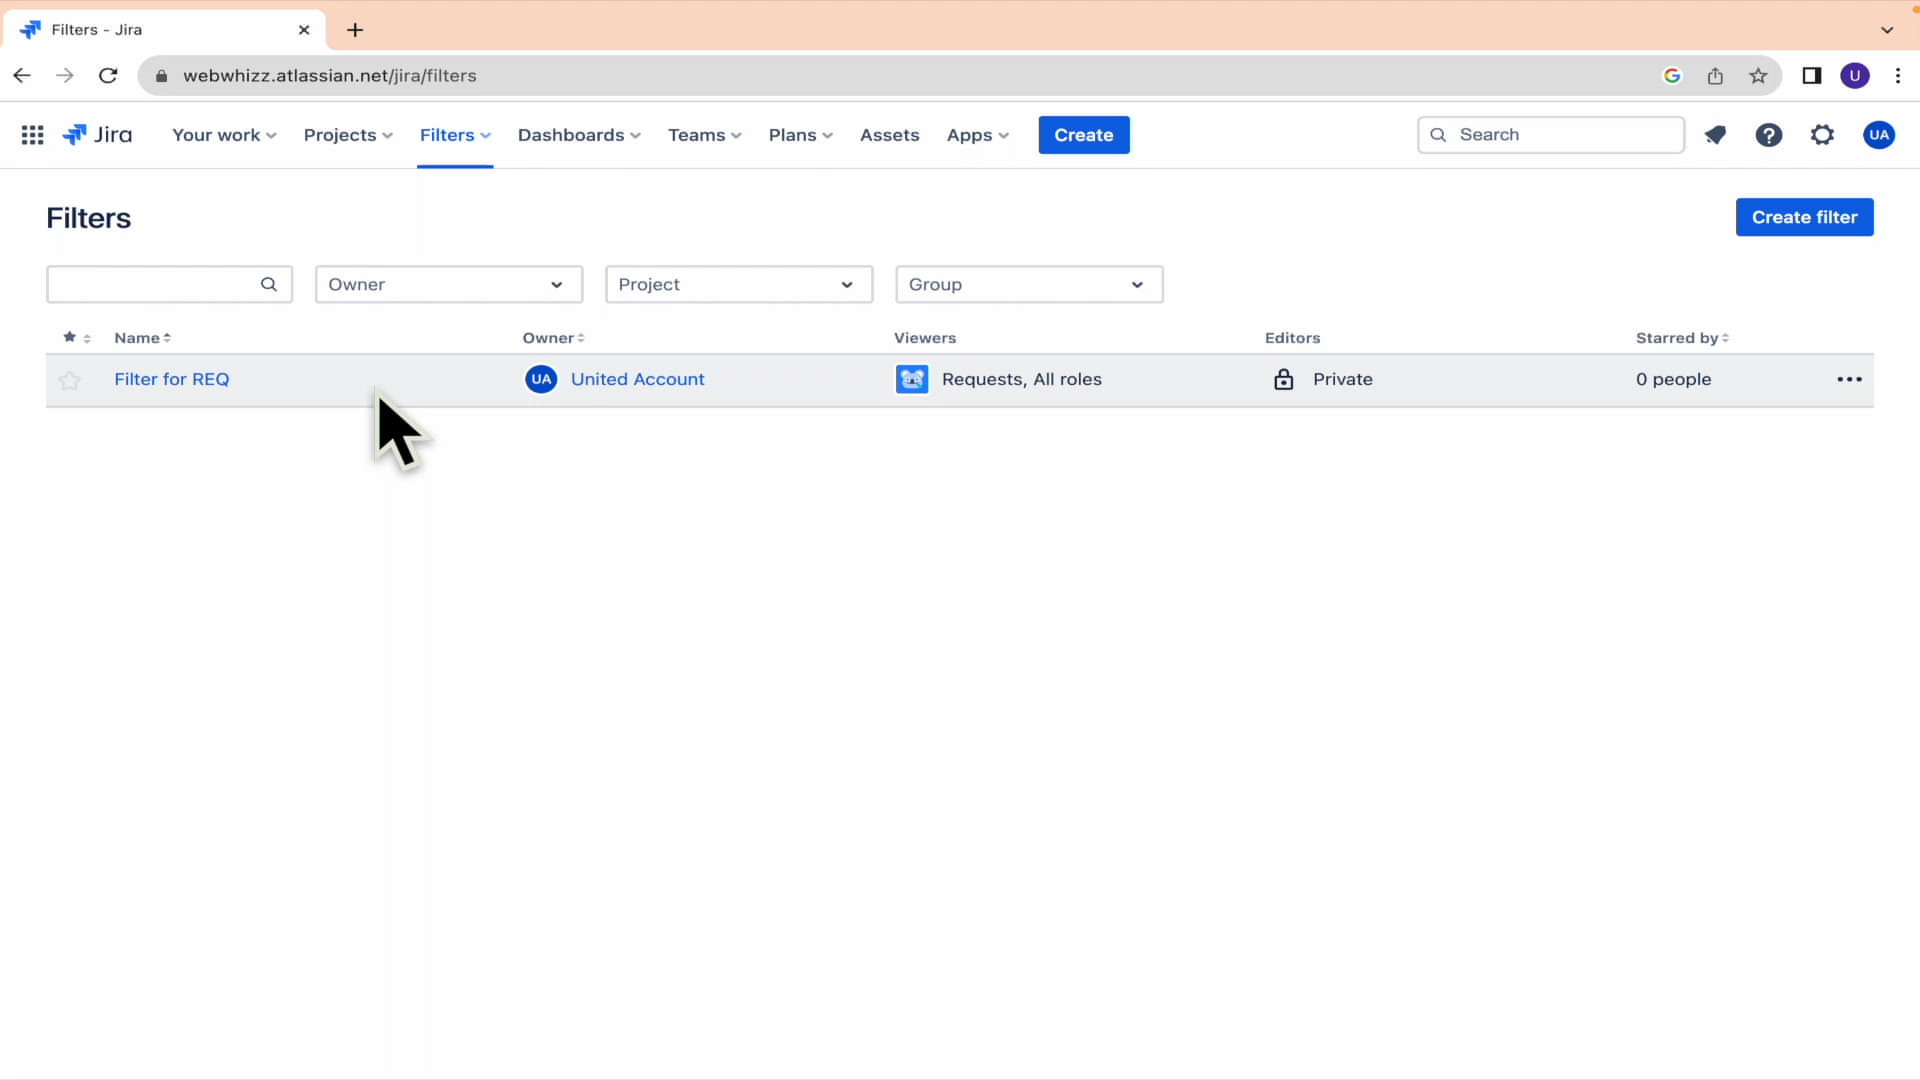 Filters - Jira
webwhizz.atlassian.net/jira/filters
U
Jira Your work Projects Filters Dashboards Teams Plans Assets Apps Create Search UA
Filters Create filter
Owner Project Group
Name Owner Viewers Editors Starred by
Filter for REQ UA United Account Requests, All roles Private 0 people